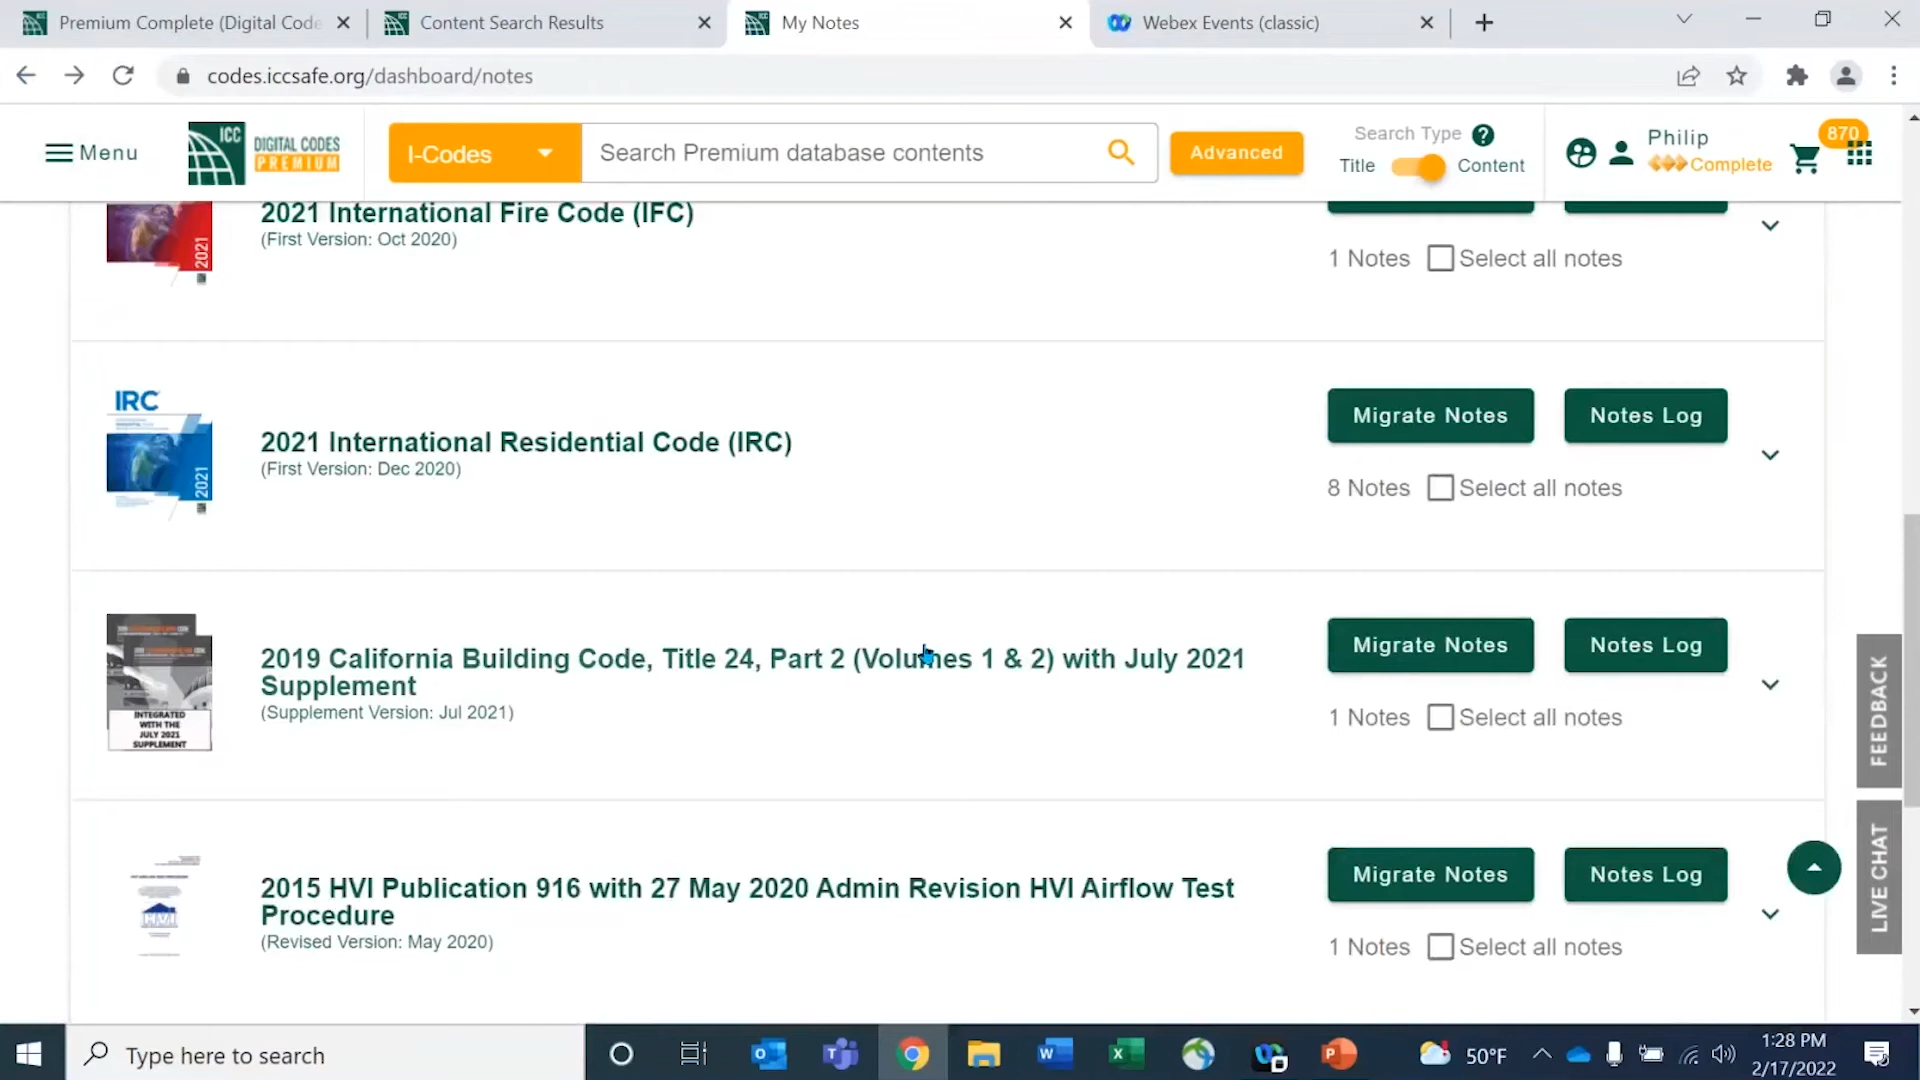 Premium Complete (Digital Code
Content Search Results
My Notes
Webex Events (classic)
codes.iccsafe.org/dashboard/notes
Menu
ICC
DIGITAL CODES
PREMIUM
I-Codes
Search Premium database contents
Advanced
Search Type ?
Title
Content
Philip
Complete
870
2021
2021 International Fire Code (IFC)
(First Version: Oct 2020)
1 Notes
Select all notes
IRC
2021
2021 International Residential Code (IRC)
(First Version: Dec 2020)
Migrate Notes
Notes Log
8 Notes
Select all notes
INTEGRATED
WITH THE
JULY 2021
SUPPLEMENT
2019 California Building Code, Title 24, Part 2 (Volumes 1 & 2) with July 2021
Supplement
(Supplement Version: Jul 2021)
Migrate Notes
Notes Log
1 Notes
Select all notes
FEEDBACK
HVI
2015 HVI Publication 916 with 27 May 2020 Admin Revision HVI Airflow Test
Procedure
(Revised Version: May 2020)
Migrate Notes
Notes Log
1 Notes
Select all notes
LIVE CHAT
Type here to search
50°F
1:28 PM
2/17/2022